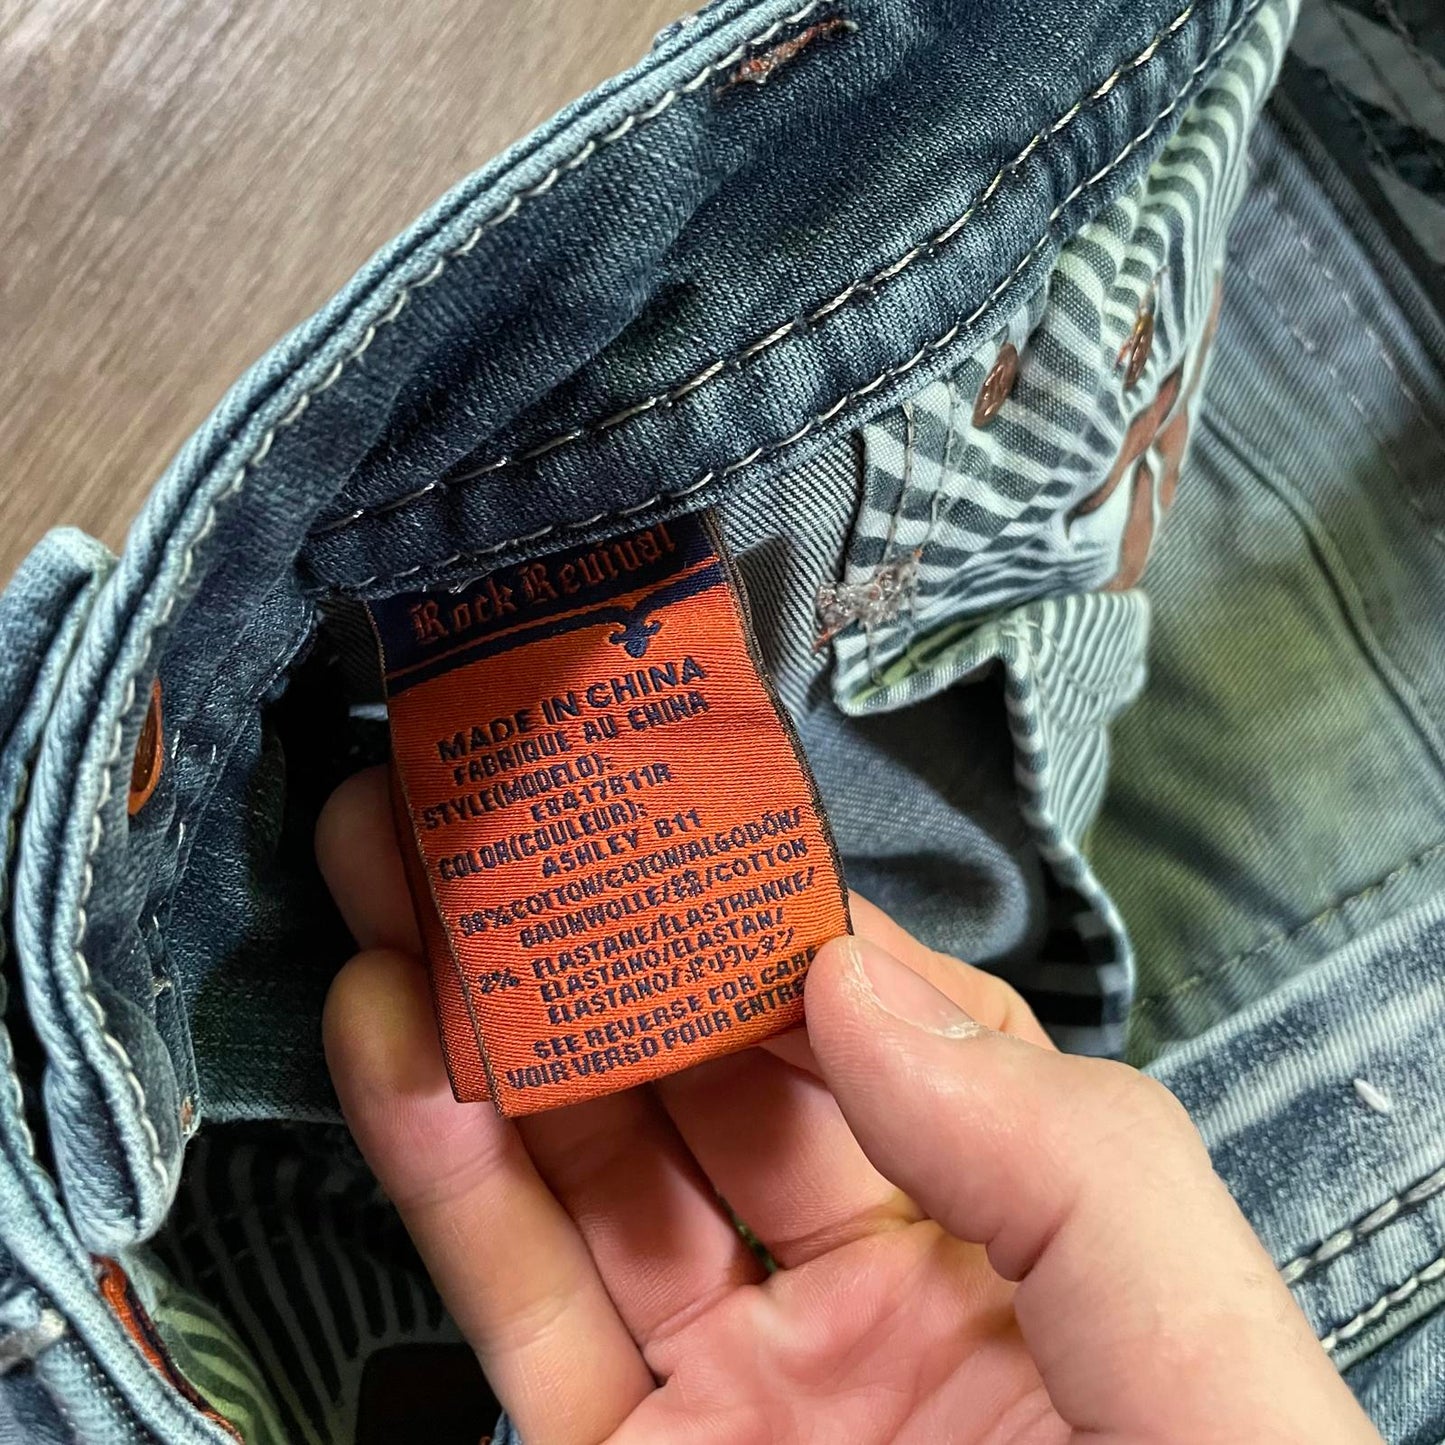 Rock Revival
MADE IN CHINA
FABRIQUE AU CHINA
STYLE(MODELO):
E8417B11R
COLOR(COULEUR):
ASHLEY B11
98% COTTON/COTON/ALGODÓN/
BAUMWOLLE/綿/COTTON
2% ELASTANE/ÉLASTHANNE/
ELASTANO/ELASTAN/
ELASTANO/ポリウレタン
SEE REVERSE FOR CARE
VOIR VERSO POUR ENTRE